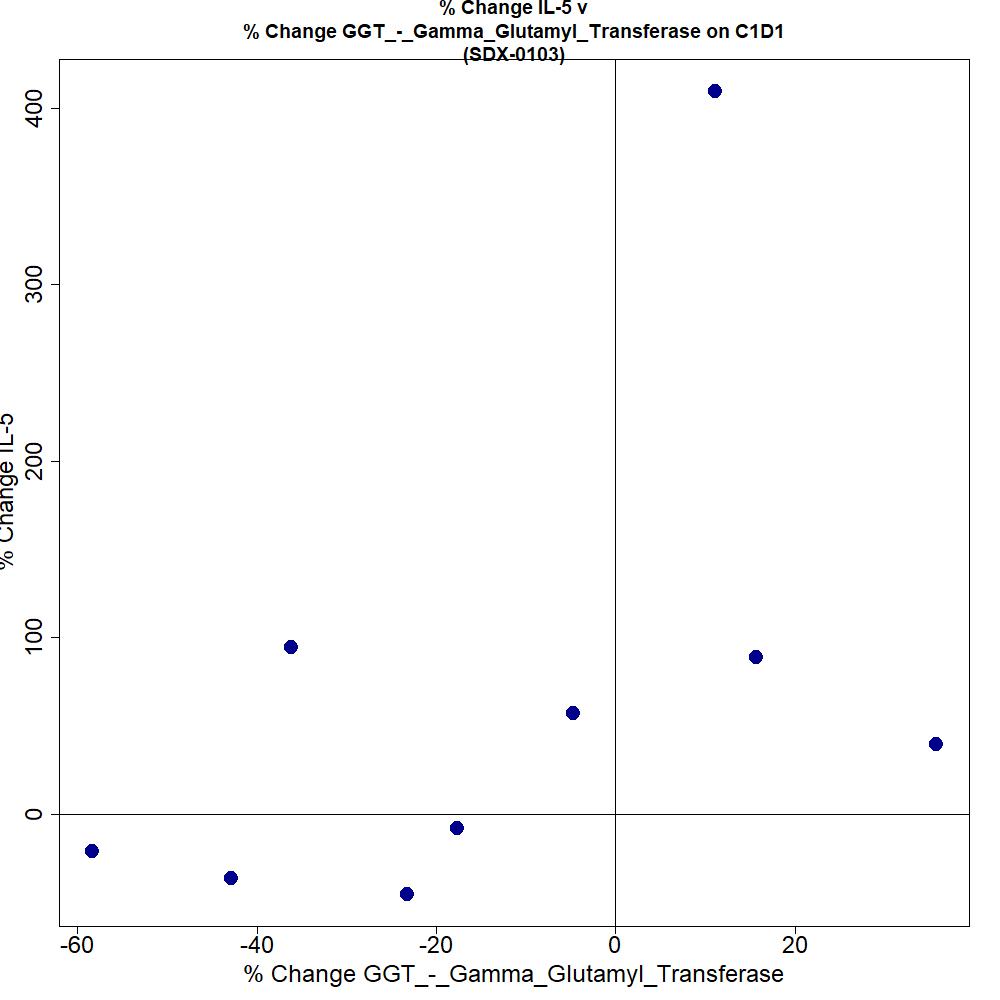 % Change IL-5 v
% Change GGT_-_Gamma_Glutamyl_Transferase on C1D1
(SDX-0103)
400
300
200
100
0
% Change IL-5
-60
-40
-20
0
20
% Change GGT_-_Gamma_Glutamyl_Transferase